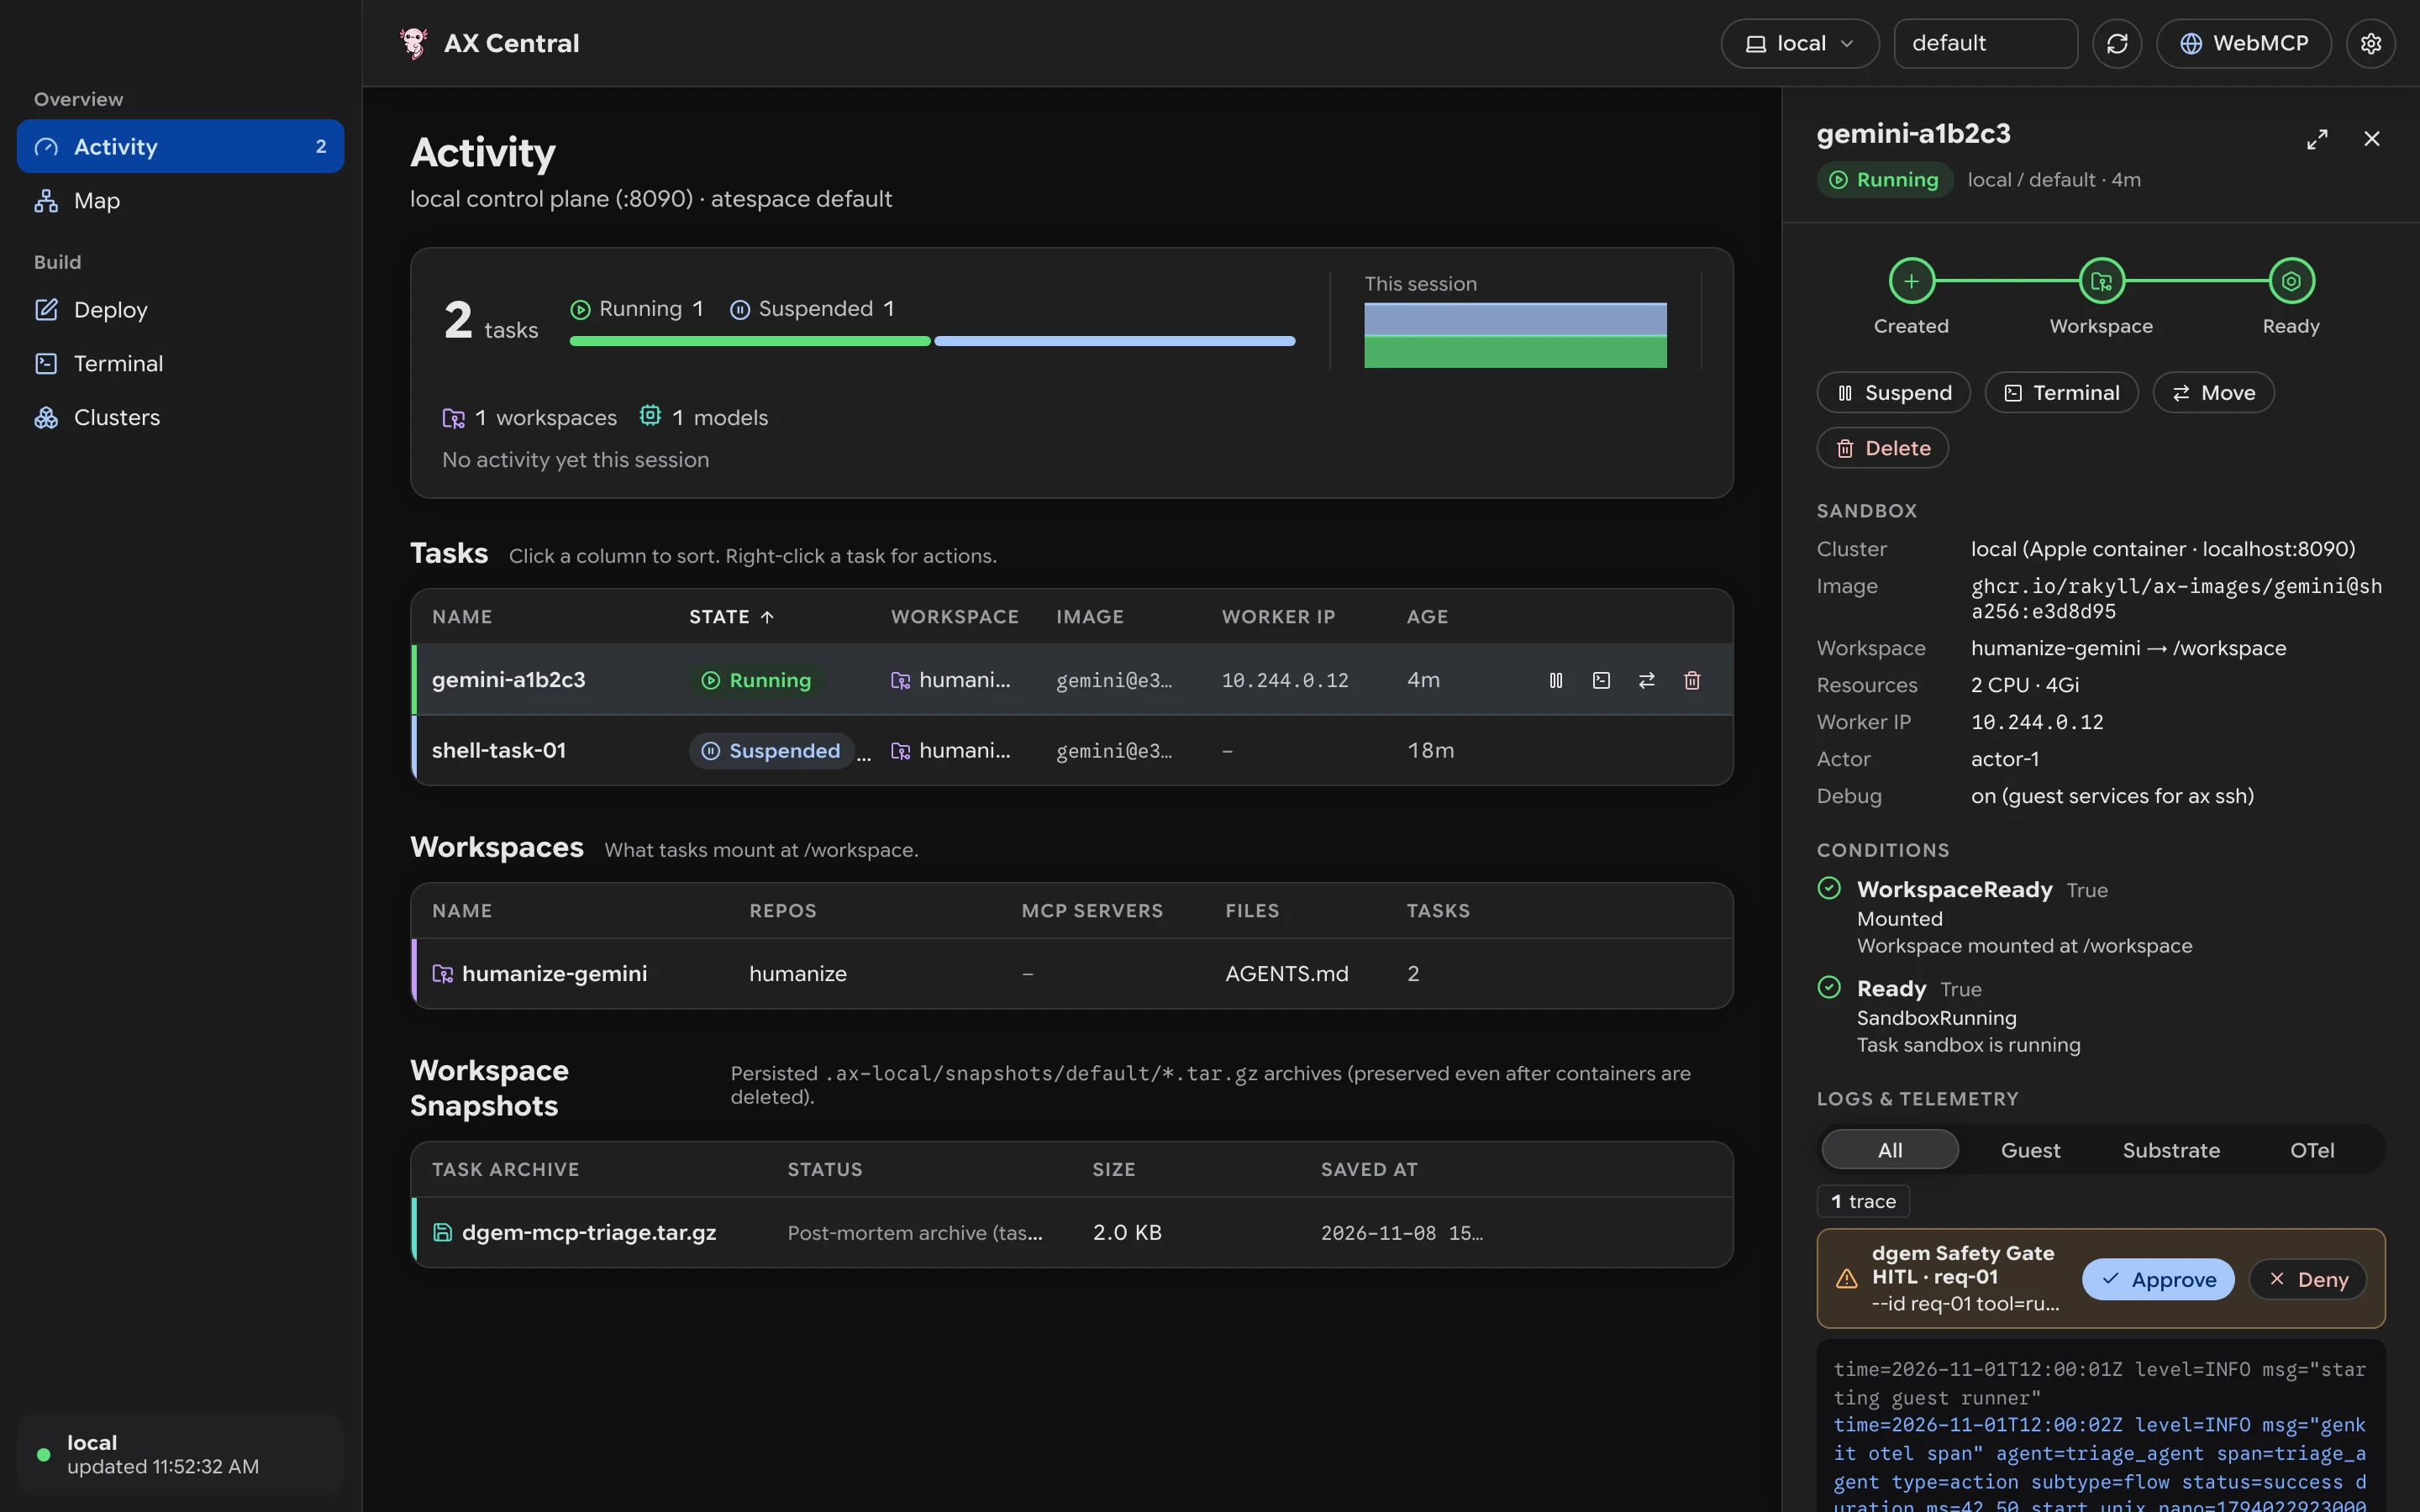 AX Central
local
default
WebMCP
Overview
Activity 2
Map
Build
Deploy
Terminal
Clusters
local
updated 11:52:32 AM
Activity
local control plane (:8090) · atespace default
2 tasks
Running 1 Suspended 1
This session
1 workspaces 1 models
No activity yet this session
Tasks Click a column to sort. Right-click a task for actions.
NAME STATE ↑ WORKSPACE IMAGE WORKER IP AGE
gemini-a1b2c3 Running humani... gemini@e3... 10.244.0.12 4m
shell-task-01 Suspended ... humani... gemini@e3... – 18m
Workspaces What tasks mount at /workspace.
NAME REPOS MCP SERVERS FILES TASKS
humanize-gemini humanize – AGENTS.md 2
Workspace
Snapshots
Persisted .ax-local/snapshots/default/*.tar.gz archives (preserved even after containers are
deleted).
TASK ARCHIVE STATUS SIZE SAVED AT
dgem-mcp-triage.tar.gz Post-mortem archive (tas... 2.0 KB 2026-11-08 15...
gemini-a1b2c3
Running local / default · 4m
Created Workspace Ready
Suspend Terminal Move
Delete
SANDBOX
Cluster local (Apple container · localhost:8090)
Image ghcr.io/rakyll/ax-images/gemini@sh
a256:e3d8d95
Workspace humanize-gemini → /workspace
Resources 2 CPU · 4Gi
Worker IP 10.244.0.12
Actor actor-1
Debug on (guest services for ax ssh)
CONDITIONS
WorkspaceReady True
Mounted
Workspace mounted at /workspace
Ready True
SandboxRunning
Task sandbox is running
LOGS & TELEMETRY
All Guest Substrate OTel
1 trace
dgem Safety Gate
HITL · req-01
--id req-01 tool=ru...
Approve Deny
time=2026-11-01T12:00:01Z level=INFO msg="star
ting guest runner"
time=2026-11-01T12:00:02Z level=INFO msg="genk
it otel span" agent=triage_agent span=triage_a
gent type=action subtype=flow status=success d
uration_ms=42.50 start_unix_nano=1794022923000